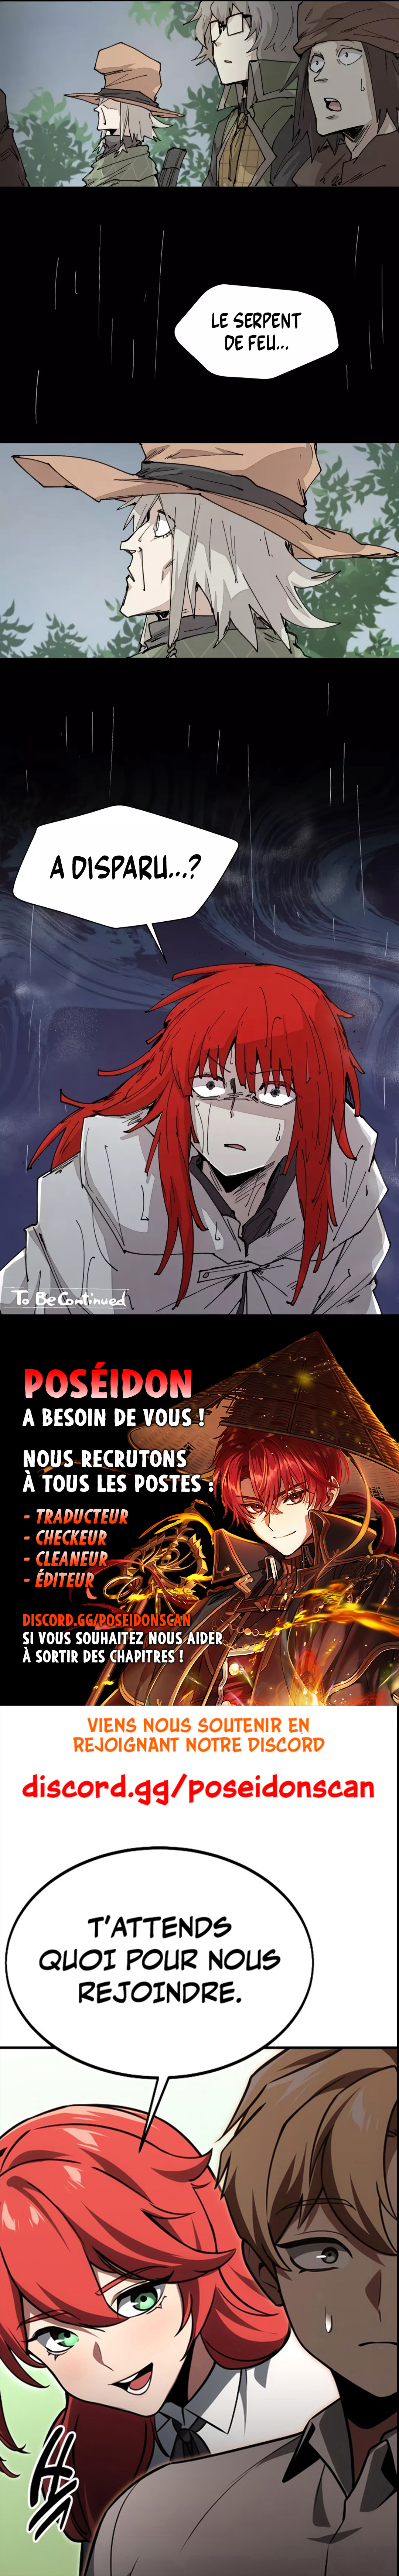 LE SERPENT
DE FEU...
A DISPARU...?
To Be Continued
POSÉIDON
A BESOIN DE VOUS !
NOUS RECRUTONS
À TOUS LES POSTES :
- TRADUCTEUR
- CHECKEUR
- CLEANEUR
- ÉDITEUR
DISCORD.GG/POSEIDONSCAN
SI VOUS SOUHAITEZ NOUS AIDER
À SORTIR DES CHAPITRES !
VIENS NOUS SOUTENIR EN
REJOIGNANT NOTRE DISCORD
discord.gg/poseidonscan
T'ATTENDS
QUOI POUR NOUS
REJOINDRE.